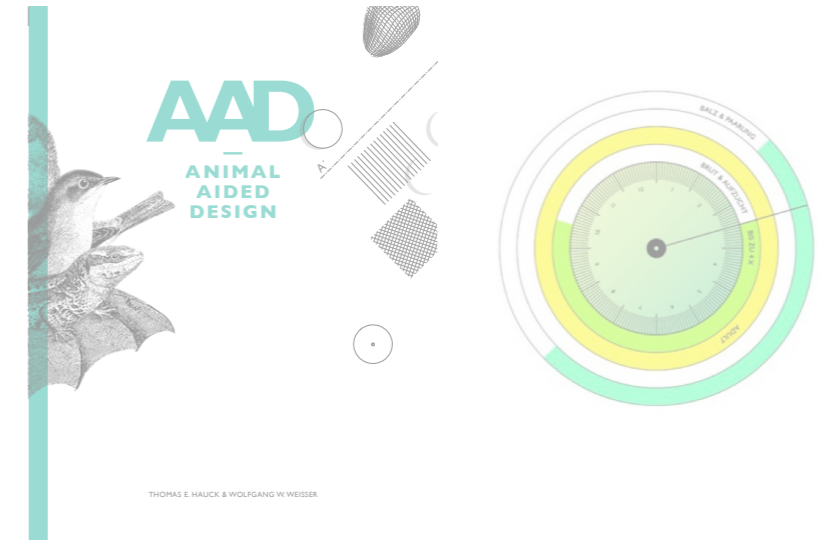 AAD
—
ANIMAL
AIDED
DESIGN
A'
THOMAS E. HAUCK & WOLFGANG W. WEISSER
BALZ & PAARUNG
BRUT & AUFZUCHT
BIS ZU 4 X
ADULT